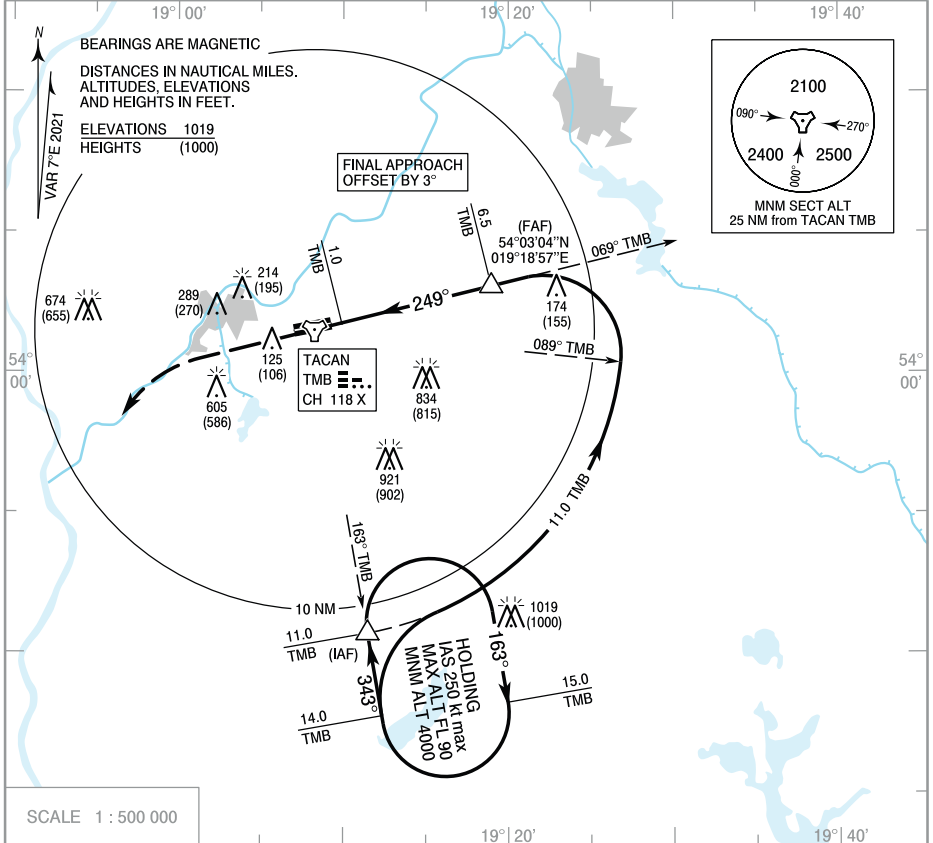 19° 00'
19° 20'
19° 40'
N
VAR 7°E 2021
BEARINGS ARE MAGNETIC
DISTANCES IN NAUTICAL MILES.
ALTITUDES, ELEVATIONS
AND HEIGHTS IN FEET.
ELEVATIONS 1019
HEIGHTS (1000)
FINAL APPROACH
OFFSET BY 3°
2100
090°
270°
2400
2500
000°
MNM SECT ALT
25 NM from TACAN TMB
6.5
TMB
(FAF)
54°03'04"N
019°18'57"E
069° TMB
1.0
TMB
214
(195)
289
(270)
674
(655)
249°
174
(155)
089° TMB
125
(106)
TACAN
TMB
CH 118 X
605
(586)
834
(815)
54°
00'
54°
00'
921
(902)
11.0 TMB
163° TMB
10 NM
11.0
TMB
(IAF)
1019
(1000)
163°
343°
HOLDING
IAS 250 kt max
MAX ALT FL 90
MNM ALT 4000
15.0
TMB
14.0
TMB
SCALE 1 : 500 000
19° 20'
19° 40'